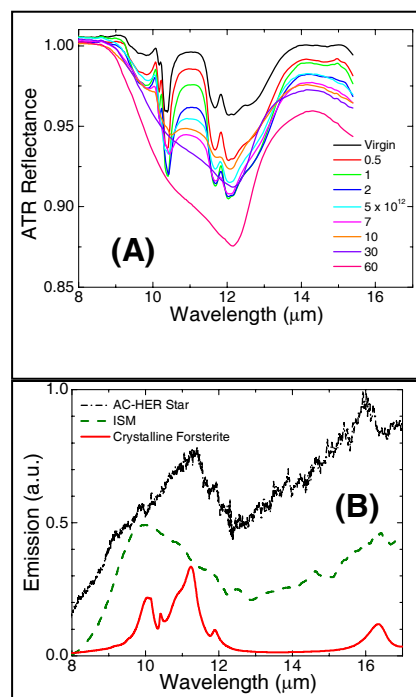 1.00
0.95
0.90
0.85
ATR Reflectance
Virgin
0.5
1
2
5 x 10¹²
7
10
30
60
(A)
8 10 12 14 16
Wavelength (μm)
1.0
0.5
0.0
Emission (a.u.)
AC-HER Star
ISM
Crystalline Forsterite
(B)
8 10 12 14 16
Wavelength (μm)